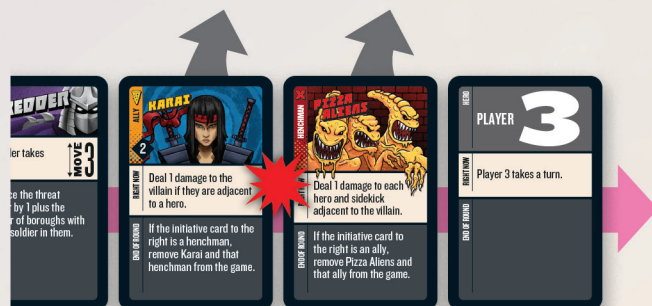 MOVE
3
ALLY
KARAI
2
RIGHT NOW
Deal 1 damage to the
villain if they are adjacent
to a hero.
END OF ROUND
If the initiative card to the
right is a henchman,
remove Karai and that
henchman from the game.
HENCHMAN
PIZZA
ALIENS
RIGHT NOW
Deal 1 damage to each
hero and sidekick
adjacent to the villain.
END OF ROUND
If the initiative card to
the right is an ally,
remove Pizza Aliens and
that ally from the game.
HERO
PLAYER 3
RIGHT NOW
Player 3 takes a turn.
END OF ROUND
takes
the threat
by 1 plus the
of boroughs with
soldier in them.